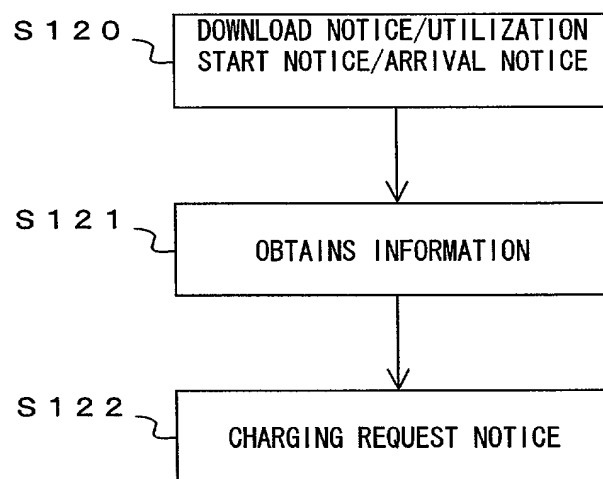 S120
DOWNLOAD NOTICE/UTILIZATION
START NOTICE/ARRIVAL NOTICE
S121
OBTAINS INFORMATION
S122
CHARGING REQUEST NOTICE